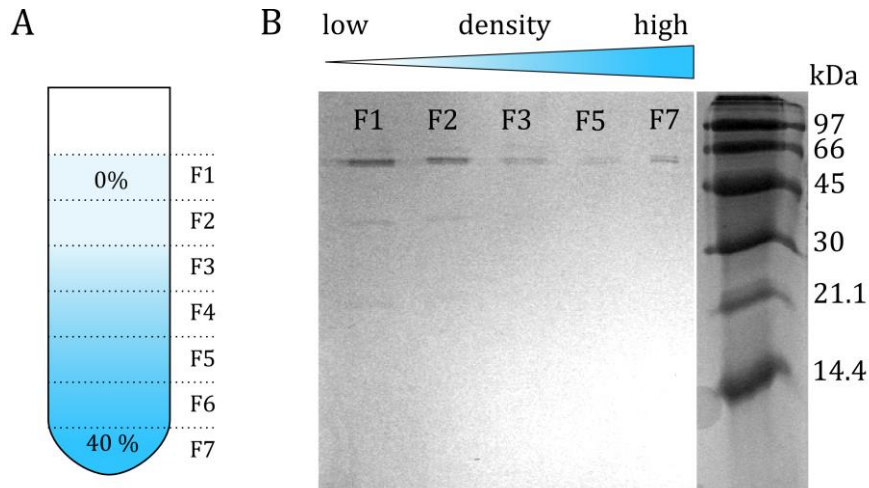 A
0%
40 %
F1
F2
F3
F4
F5
F6
F7
B
low density high
kDa
F1 F2 F3 F5 F7
97
66
45
30
21.1
14.4